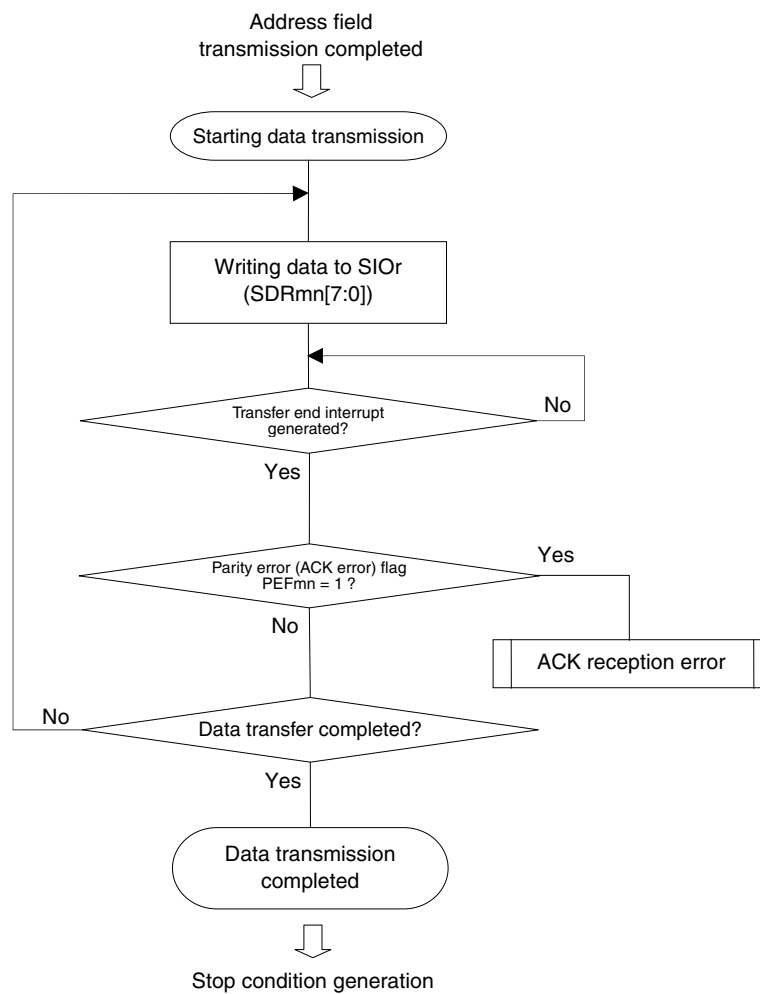 Address field
transmission completed
Starting data transmission
Writing data to SIOr
(SDRmn[7:0])
Transfer end interrupt
generated?
No
Yes
Parity error (ACK error) flag
PEFmn = 1 ?
Yes
No
ACK reception error
Data transfer completed?
No
Yes
Data transmission
completed
Stop condition generation